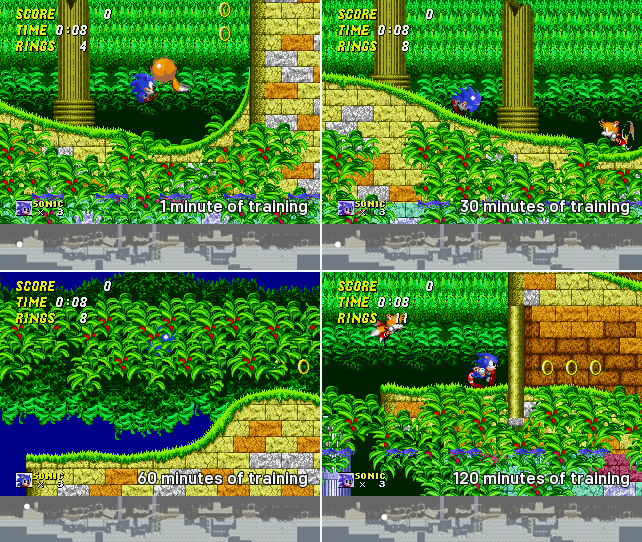 SCORE 0
TIME 0:08
RINGS 4
SONIC
× 3
1 minute of training
SCORE 0
TIME 0:08
RINGS 8
SONIC
× 3
30 minutes of training
SCORE 0
TIME 0:08
RINGS 8
SONIC
× 3
60 minutes of training
SCORE 0
TIME 0:08
RINGS 11
SONIC
× 3
120 minutes of training